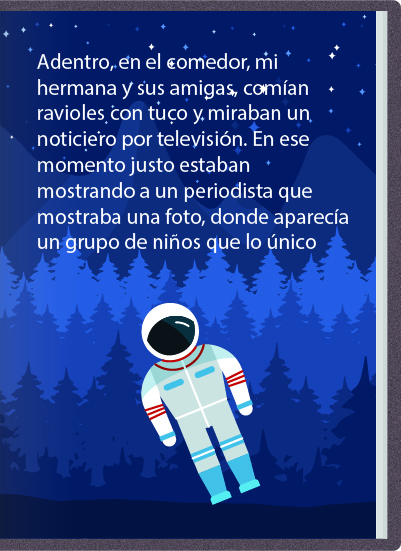 Adentro, en el comedor, mi
hermana y sus amigas, comían
ravioles con tuco y miraban un
noticiero por televisión. En ese
momento justo estaban
mostrando a un periodista que
mostraba una foto, donde aparecía
un grupo de niños que lo único